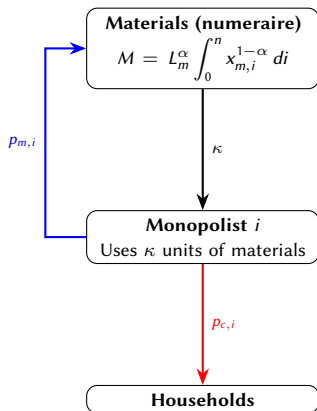 Materials (numeraire)
M = L_m^α ∫_0^n x_{m,i}^{1−α} di
p_{m,i}
κ
Monopolist i
Uses κ units of materials
p_{c,i}
Households